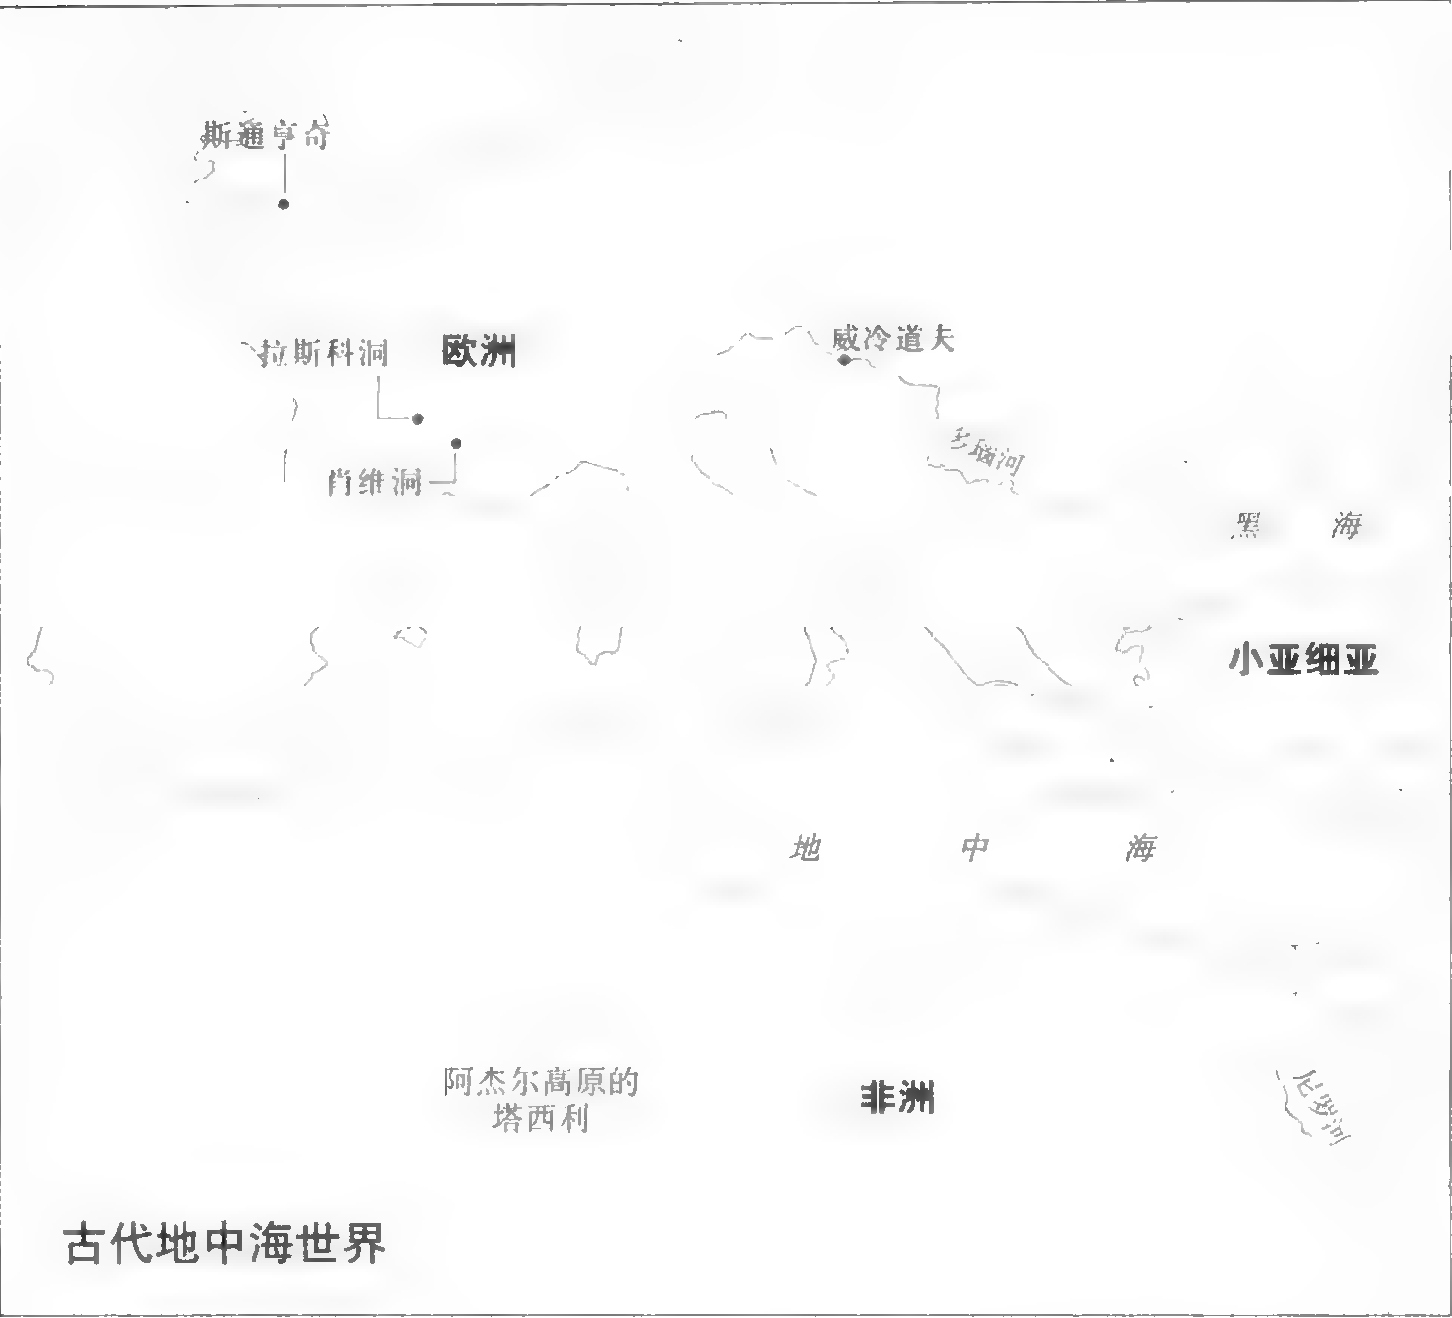 斯通亨奇
威冷道夫
拉斯科洞
欧洲
多瑙河
肖维洞
黑海
小亚细亚
地中海
阿杰尔高原的
塔西利
非洲
尼罗河
古代地中海世界